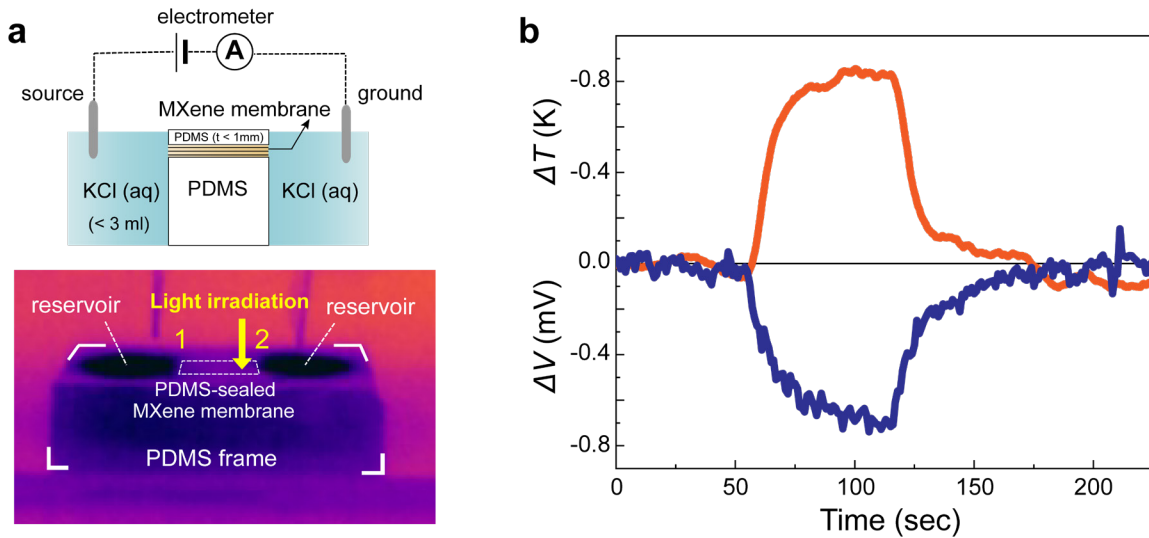 a
electrometer
A
source
ground
MXene membrane
PDMS (t < 1mm)
KCl (aq)
(< 3 ml)
PDMS
KCl (aq)
reservoir
Light irradiation
reservoir
1
2
PDMS-sealed
MXene membrane
PDMS frame
b
ΔT (K)
-0.8
-0.4
0.0
ΔV (mV)
-0.4
-0.8
0
50
100
150
200
Time (sec)